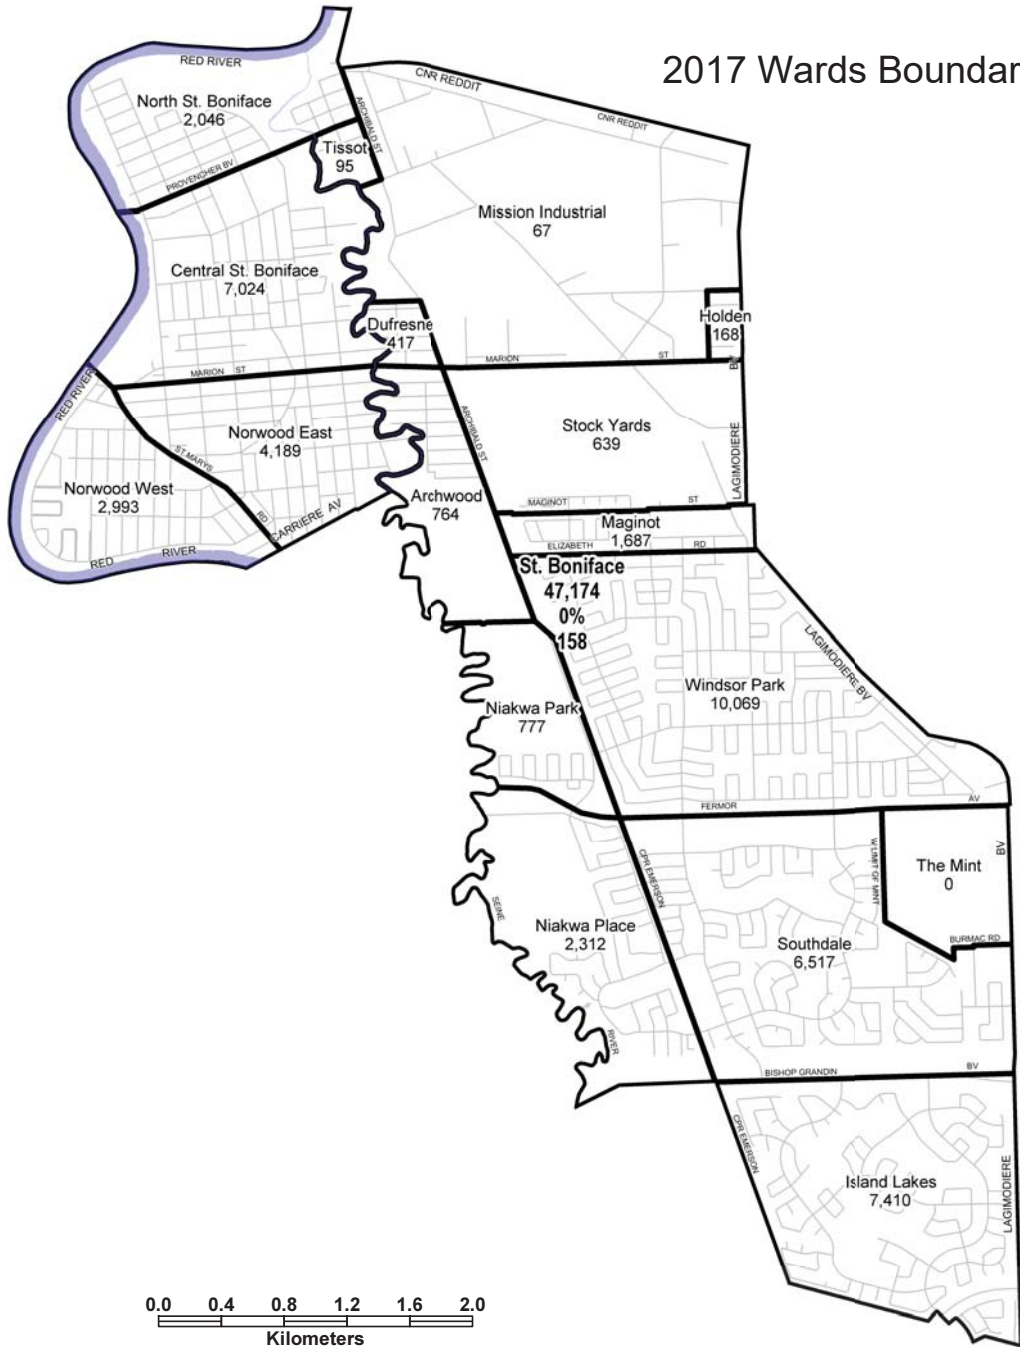 2017 Wards Boundar
RED RIVER
CNR REDDIT
CNR REDDIT
North St. Boniface
2,046
ARCHIBALD ST
Tissot
95
PROVENCHER BV
Mission Industrial
67
Central St. Boniface
7,024
Holden
168
Dufresne
417
MARION ST
BV
MARION ST
RED RIVER
ARCHIBALD ST
Stock Yards
639
Norwood East
4,189
LAGIMODIERE
ST.MARYS
RD
Norwood West
2,993
Archwood
764
MAGINOT ST
CARRIERE AV
Maginot
1,687
ELIZABETH RD
RED RIVER
St. Boniface
47,174
0%
158
LAGIMODIERE BV
Windsor Park
10,069
Niakwa Park
777
FERMOR AV
BV
W LIMIT OF MINT
The Mint
0
CPR EMERSON
SEINE
Niakwa Place
2,312
Southdale
6,517
BURMAC RD
RIVER
BISHOP GRANDIN BV
CPR EMERSON
LAGIMODIERE
Island Lakes
7,410
0.0 0.4 0.8 1.2 1.6 2.0
Kilometers